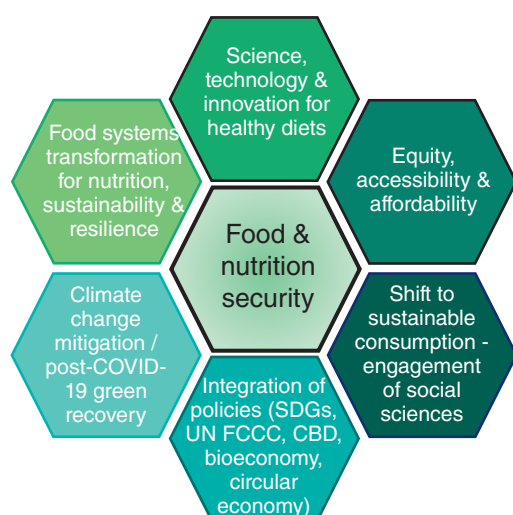 Science,
technology &
innovation for
healthy diets
Equity,
accessibility &
affordability
Shift to
sustainable
consumption -
engagement
of social
sciences
Integration of
policies (SDGs,
UN FCCC, CBD,
bioeconomy,
circular
economy)
Climate
change
mitigation /
post-COVID-
19 green
recovery
Food systems
transformation
for nutrition,
sustainability &
resilience
Food &
nutrition
security